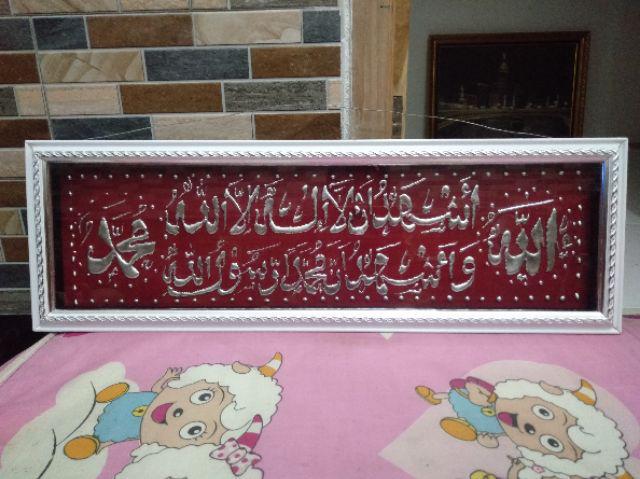 الله
أشهد أن لا إله إلا الله
وأشهد أن محمدا رسول الله
محمد